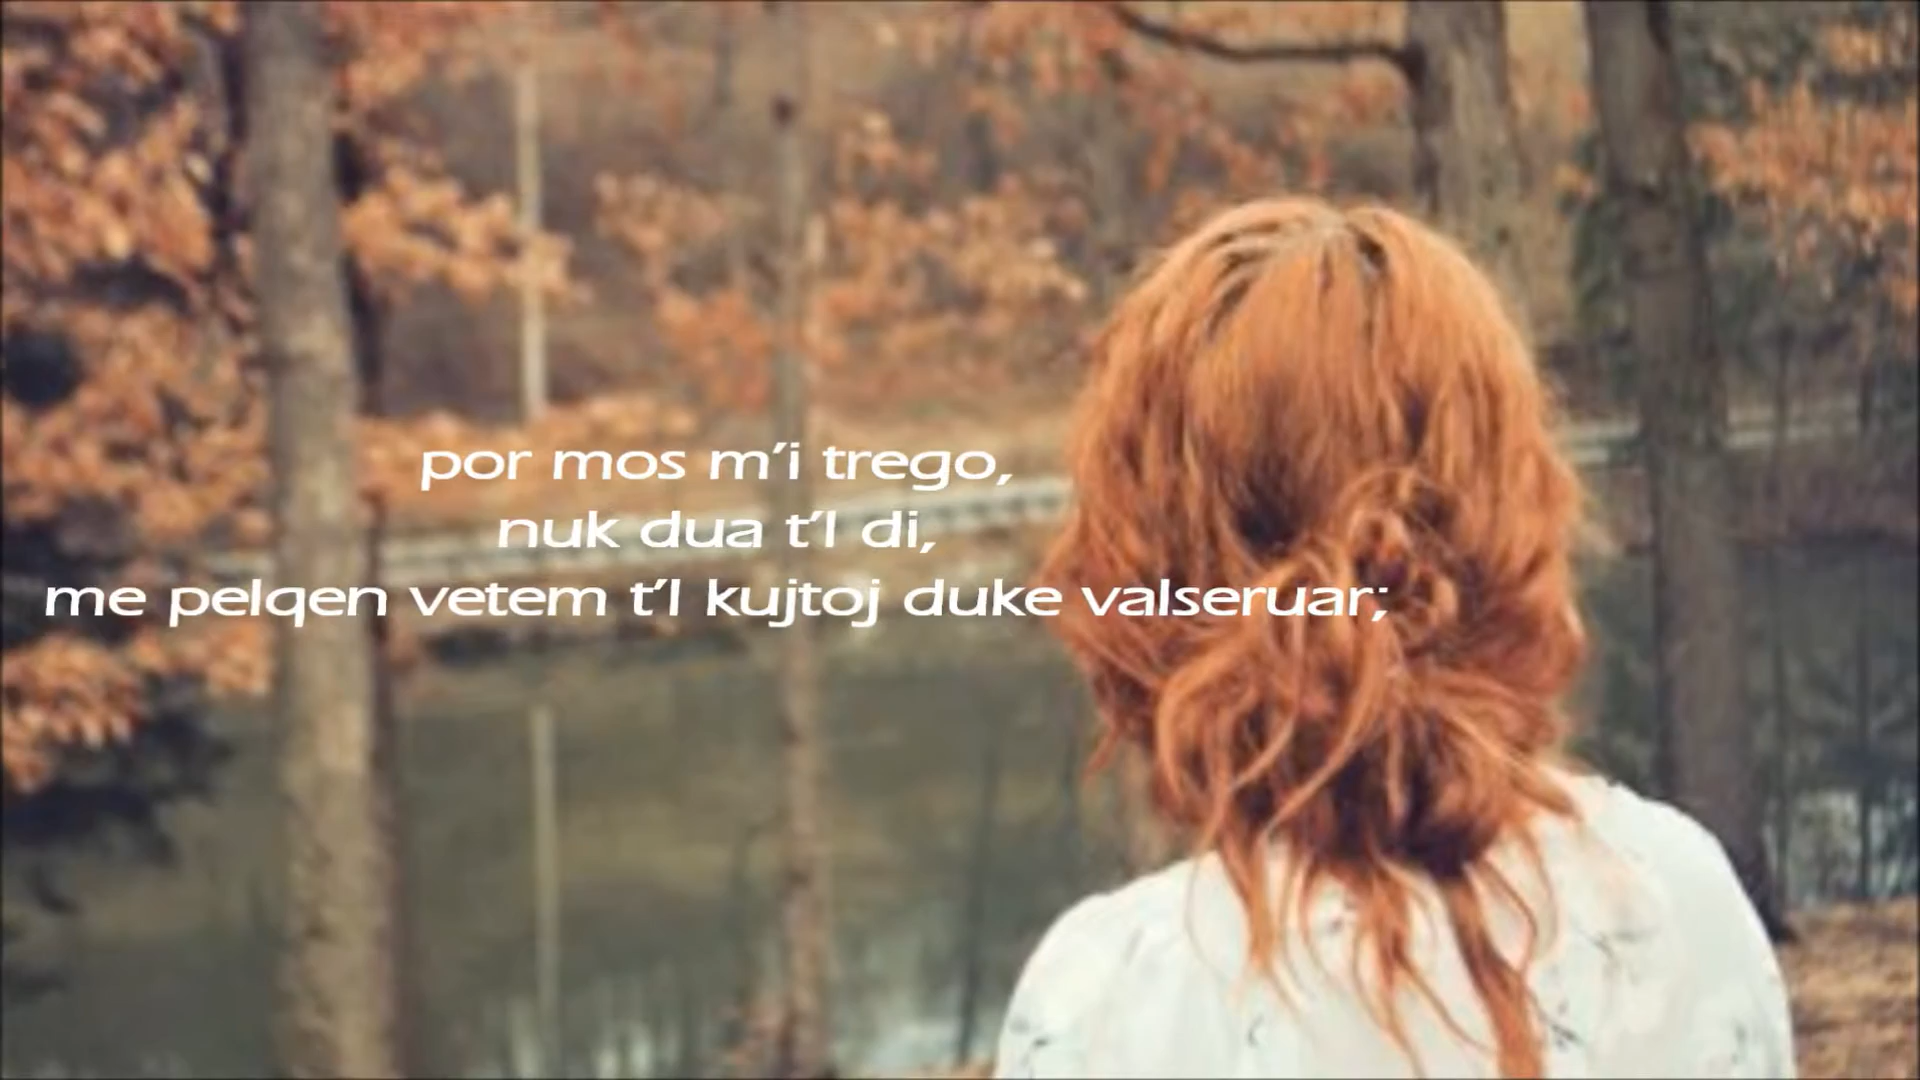 por mos m'i trego,
nuk dua t'l di,
me pelqen vetem t'l kujtoj duke valseruar;